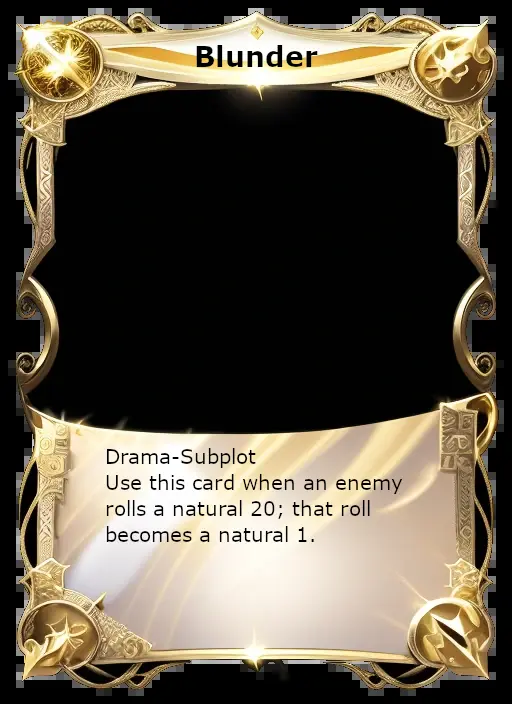 Blunder
Drama-Subplot
Use this card when an enemy
rolls a natural 20; that roll
becomes a natural 1.